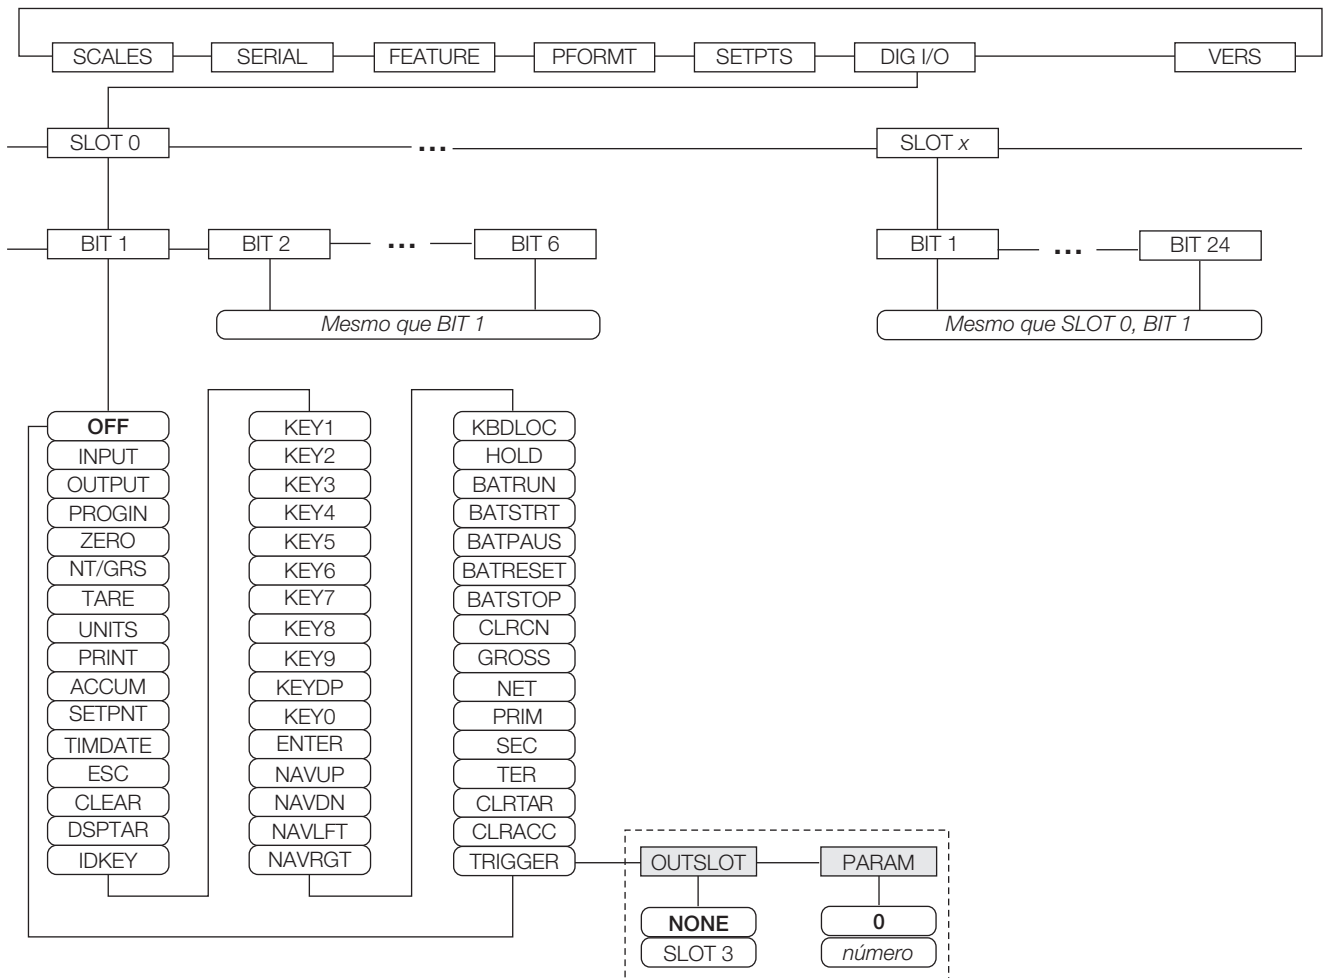 SCALES SERIAL FEATURE PFORMT SETPTS DIG I/O VERS
SLOT 0 ... SLOT x
BIT 1 BIT 2 ... BIT 6 BIT 1 ... BIT 24
Mesmo que BIT 1 Mesmo que SLOT 0, BIT 1
OFF KEY1 KBDLOC
INPUT KEY2 HOLD
OUTPUT KEY3 BATRUN
PROGIN KEY4 BATSTRT
ZERO KEY5 BATPAUS
NT/GRS KEY6 BATRESET
TARE KEY7 BATSTOP
UNITS KEY8 CLRCN
PRINT KEY9 GROSS
ACCUM KEYDP NET
SETPNT KEY0 PRIM
TIMDATE ENTER SEC
ESC NAVUP TER
CLEAR NAVDN CLRTAR
DSPTAR NAVLFT CLRACC
IDKEY NAVRGT TRIGGER OUTSLOT PARAM
NONE 0
SLOT 3 número